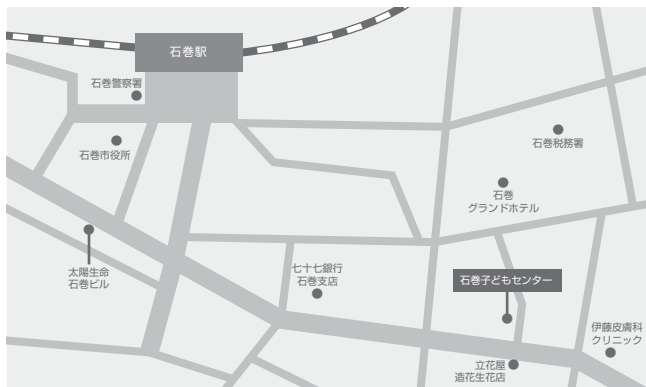 石巻駅
石巻警察署
石巻市役所
石巻税務署
石巻
グランドホテル
太陽生命
石巻ビル
七十七銀行
石巻支店
石巻子どもセンター
伊藤皮膚科
クリニック
立花屋
造花生花店